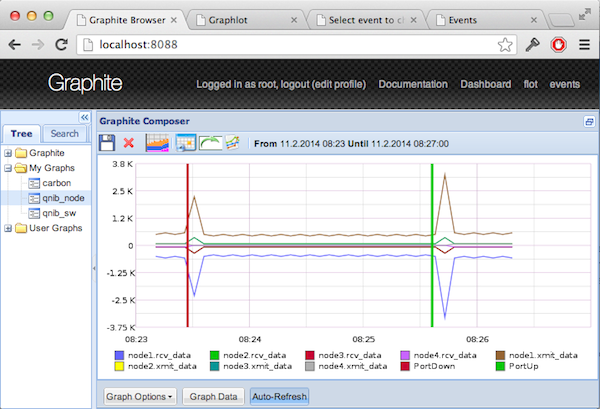 Graphite Browser
Graphlot
Select event to cl
Events
localhost:8088
Graphite
Logged in as root, logout (edit profile) Documentation Dashboard flot events
Tree
Search
Graphite
My Graphs
carbon
qnib_node
qnib_sw
User Graphs
Graphite Composer
From 11.2.2014 08:23 Until 11.2.2014 08:27:00
3.8 K
2.5 K
1.2 K
0
-1.25 K
-2.5 K
-3.75 K
08:23 08:24 08:25 08:26
node1.rcv_data node2.rcv_data node3.rcv_data node4.rcv_data node1.xmit_data
node2.xmit_data node3.xmit_data node4.xmit_data PortDown PortUp
Graph Options
Graph Data
Auto-Refresh